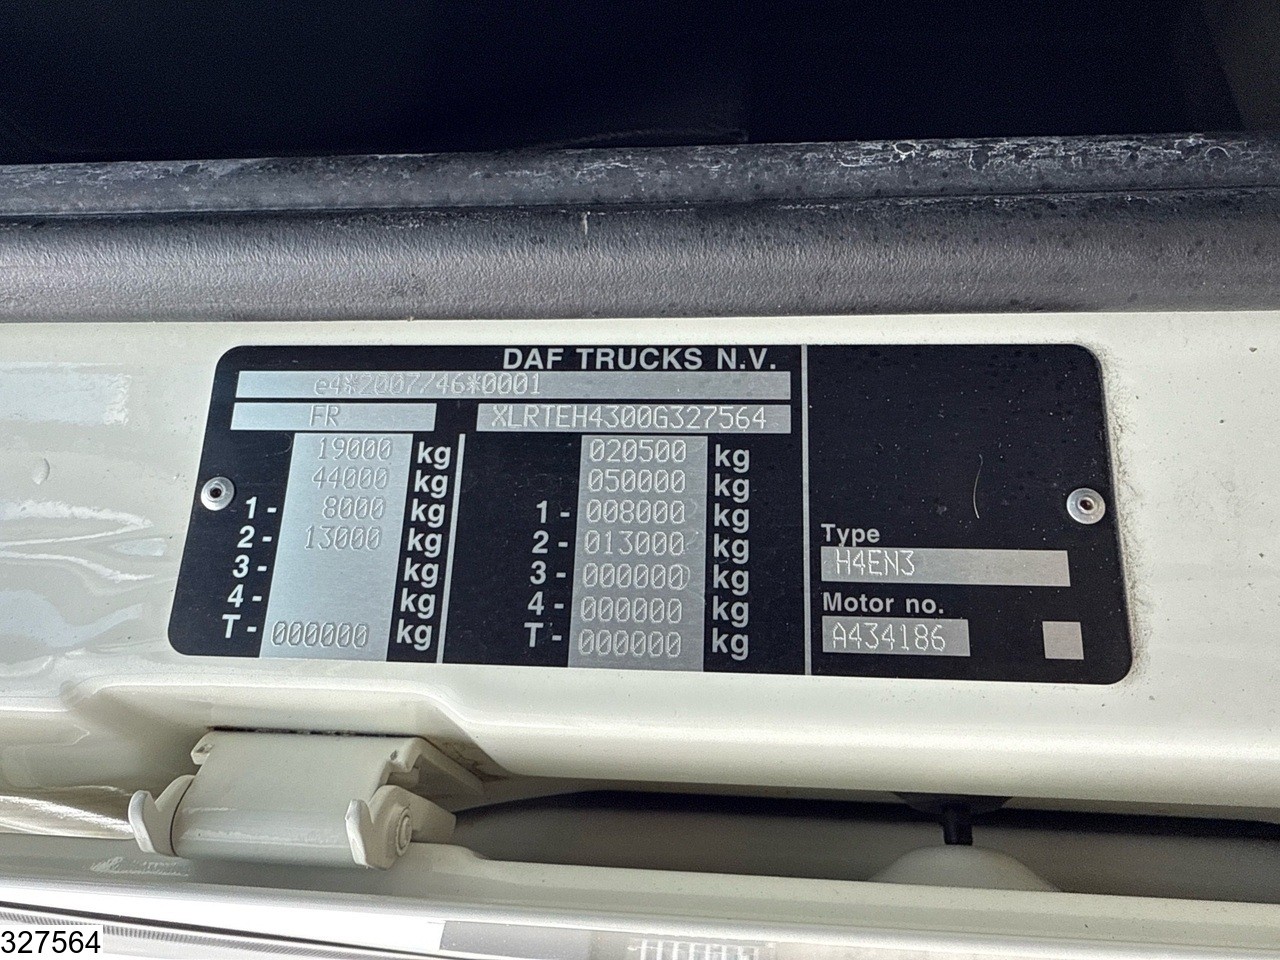 DAF TRUCKS N.V.
e4*2007/46*0001
FR XLRTEH4300G327564
19000 kg 020500 kg
44000 kg 050000 kg
1- 8000 kg 1- 008000 kg
2- 13000 kg 2- 013000 kg
3- kg 3- 000000 kg
4- kg 4- 000000 kg
T- 000000 kg T- 000000 kg
Type
H4EN3
Motor no.
A434186
327564